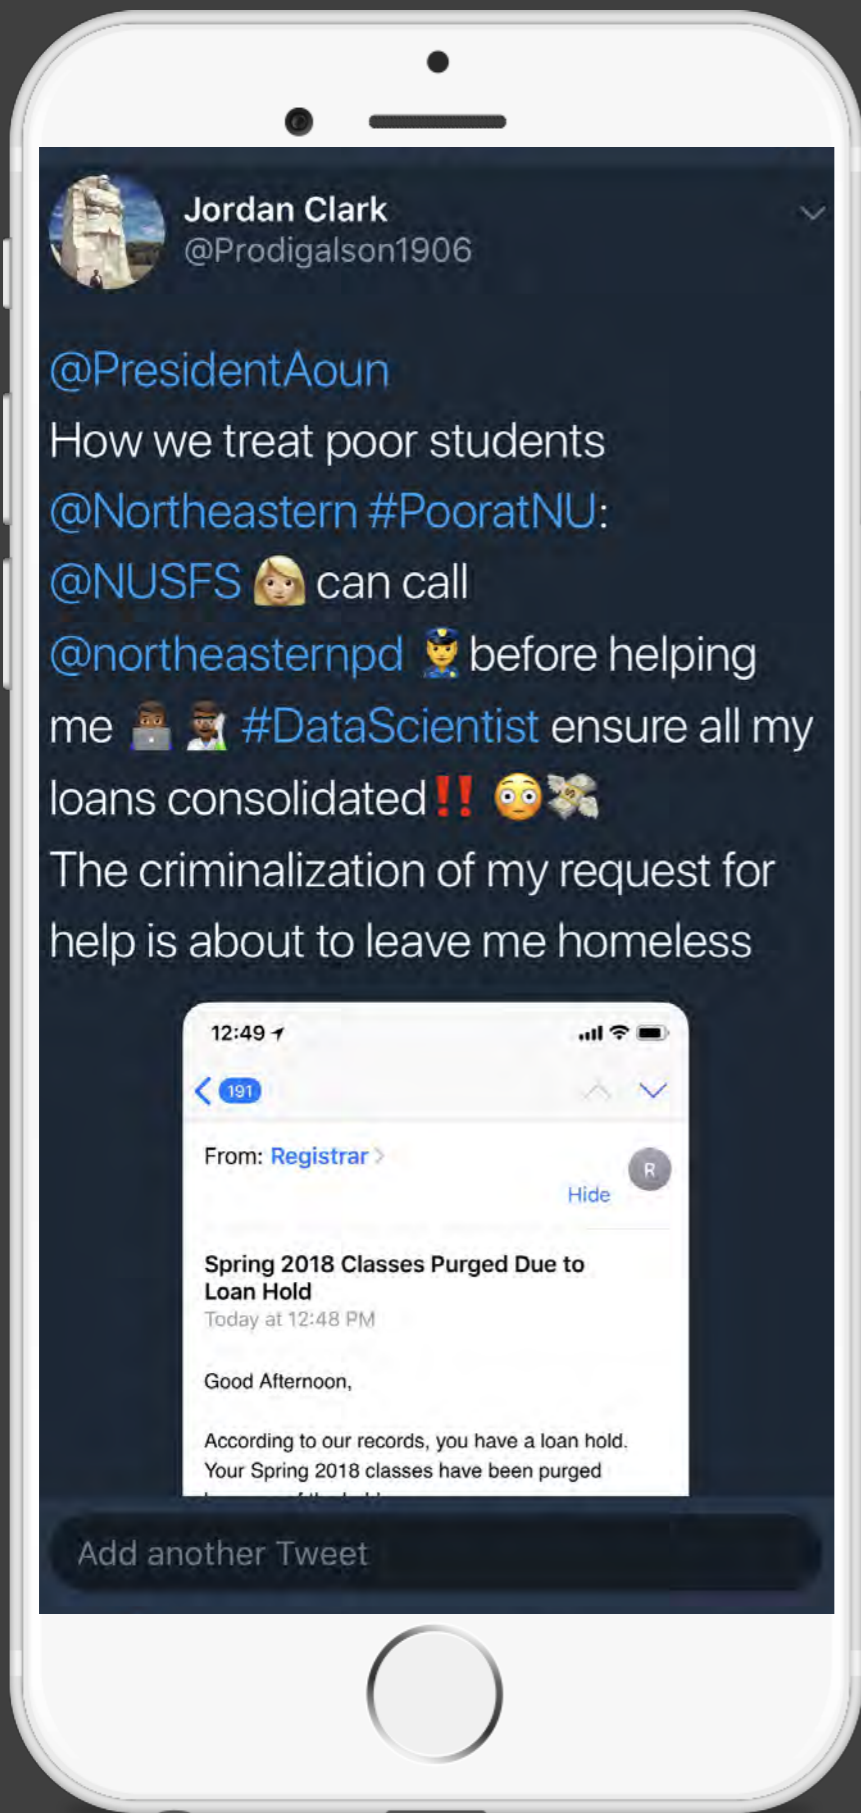 Jordan Clark
@Prodigalson1906
@PresidentAoun
How we treat poor students
@Northeastern #PooratNU:
@NUSFS 👩🏼 can call
@northeasternpd 👮 before helping
me 👨🏾‍💻 👨🏾‍🔬 #DataScientist ensure all my
loans consolidated‼️ 😳💸
The criminalization of my request for
help is about to leave me homeless
12:49
191
From: Registrar
R
Hide
Spring 2018 Classes Purged Due to
Loan Hold
Today at 12:48 PM
Good Afternoon,
According to our records, you have a loan hold.
Your Spring 2018 classes have been purged
Add another Tweet